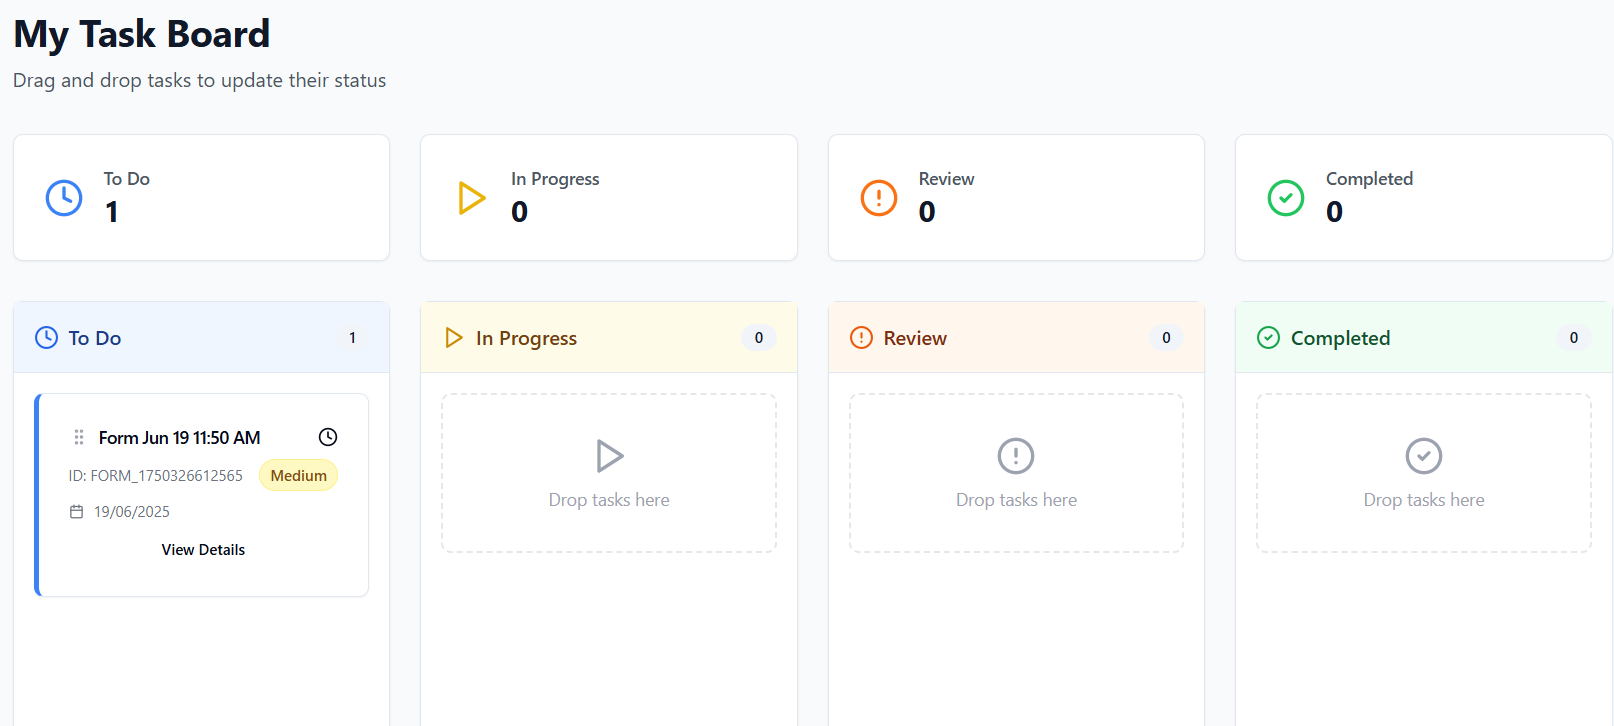 My Task Board
Drag and drop tasks to update their status
To Do
1
In Progress
0
Review
0
Completed
0
To Do 1
Form Jun 19 11:50 AM
ID: FORM_1750326612565 Medium
19/06/2025
View Details
In Progress 0
Drop tasks here
Review 0
Drop tasks here
Completed 0
Drop tasks here